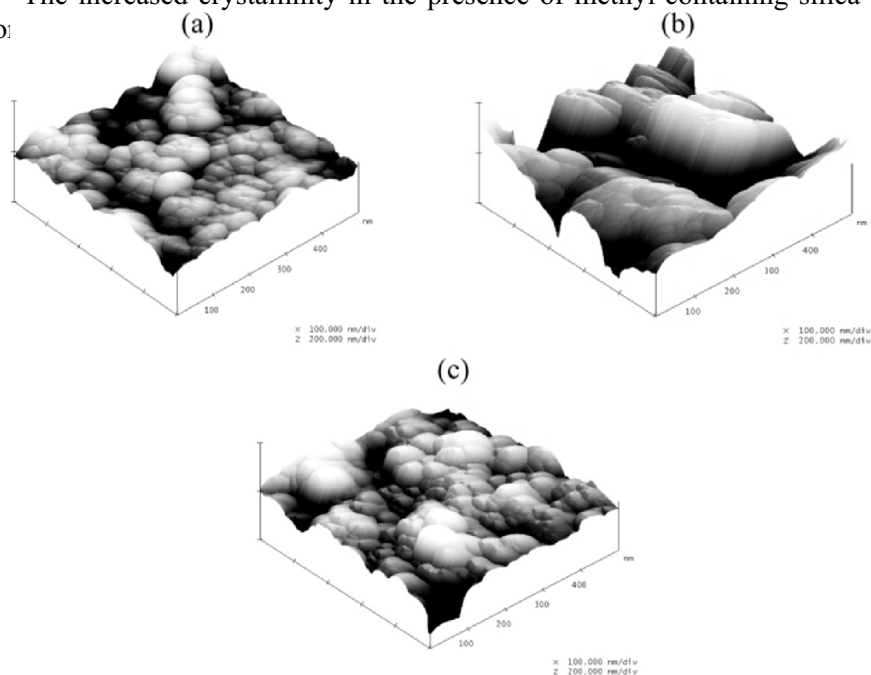 The increased crystallinity in the presence of methyl-containing silica
(a)
(b)
100
200
300
400
nm
X 100.000 nm/div
Z 200.000 nm/div
100
200
300
400
nm
X 100.000 nm/div
Z 200.000 nm/div
(c)
100
200
300
400
nm
X 100.000 nm/div
Z 200.000 nm/div